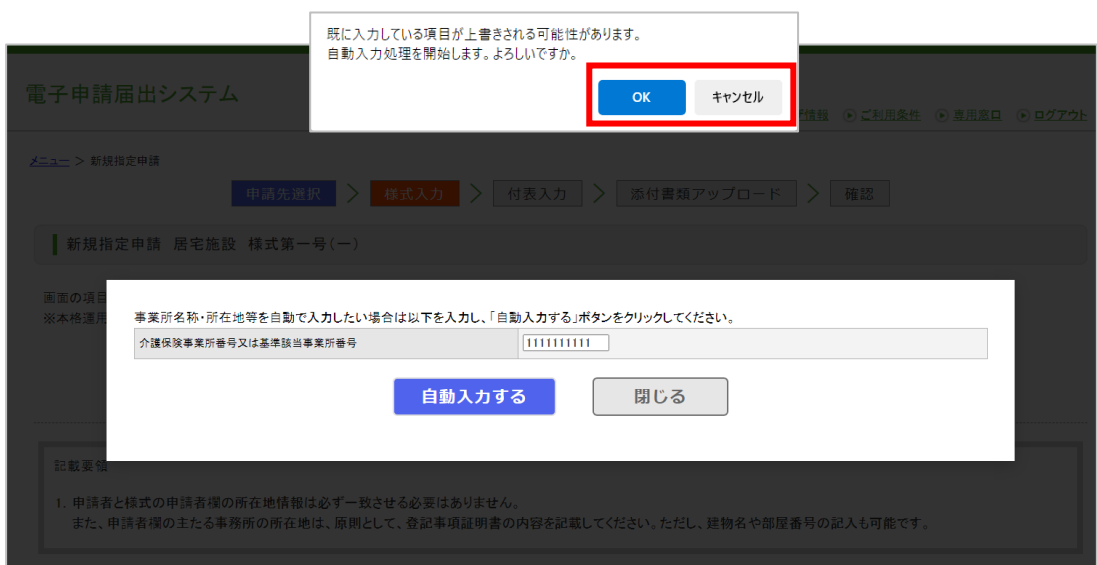 既に入力している項目が上書きされる可能性があります。
自動入力処理を開始します。よろしいですか。
OK キャンセル
電子申請届出システム
情報 ご利用条件 専用窓口 ログアウト
メニュー > 新規指定申請
申請先選択 > 様式入力 > 付表入力 > 添付書類アップロード > 確認
新規指定申請 居宅施設 様式第一号(一)
画面の項目
※本格運用
事業所名称・所在地等を自動で入力したい場合は以下を入力し、「自動入力する」ボタンをクリックしてください。
介護保険事業所番号又は基準該当事業所番号 1111111111
自動入力する 閉じる
記載要領
1. 申請者と様式の申請者欄の所在地情報は必ず一致させる必要はありません。
また、申請者欄の主たる事務所の所在地は、原則として、登記事項証明書の内容を記載してください。ただし、建物名や部屋番号の記入も可能です。